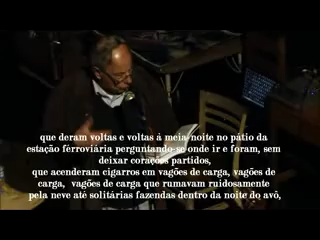 que deram voltas e voltas á meia-noite no pátio da
estação férroviária perguntando-se onde ir e foram, sem
deixar corações partidos,
que acenderam cigarros em vagões de carga, vagões de
carga,  vagões de carga que rumavam ruidosamente
pela neve até solitárias fazendas dentro da noite do avô,